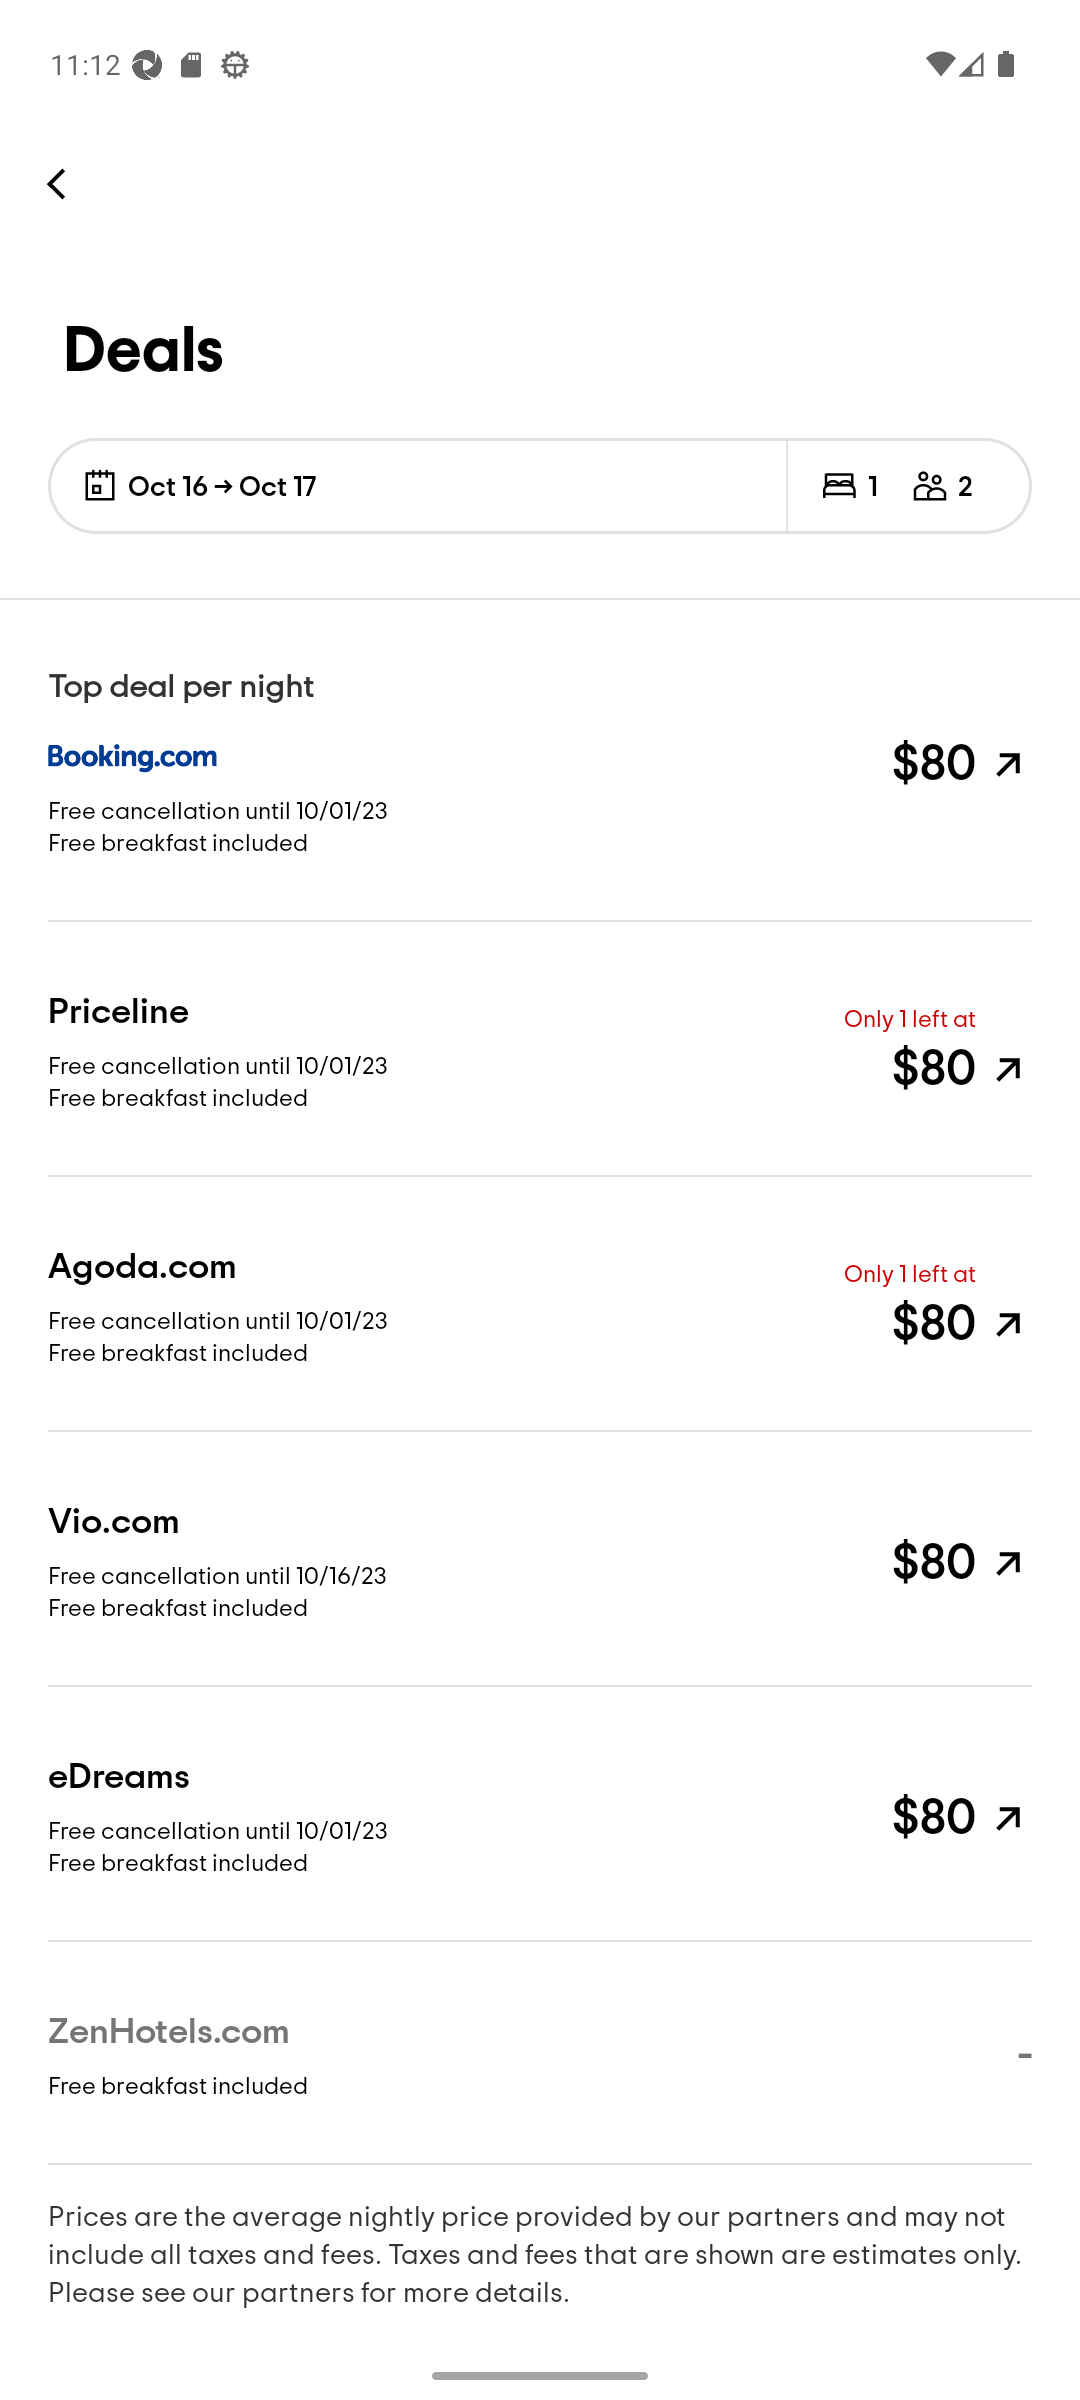 11:12
Deals
Oct 16 → Oct 17
1
2
Top deal per night
Booking.com
$80
Free cancellation until 10/01/23
Free breakfast included
Priceline
Only 1 left at
$80
Free cancellation until 10/01/23
Free breakfast included
Agoda.com
Only 1 left at
$80
Free cancellation until 10/01/23
Free breakfast included
Vio.com
$80
Free cancellation until 10/16/23
Free breakfast included
eDreams
$80
Free cancellation until 10/01/23
Free breakfast included
ZenHotels.com
-
Free breakfast included
Prices are the average nightly price provided by our partners and may not
include all taxes and fees. Taxes and fees that are shown are estimates only.
Please see our partners for more details.